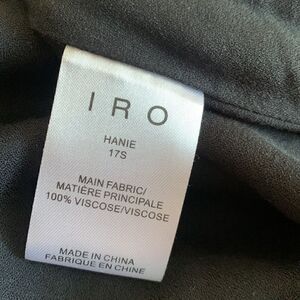 IRO
HANIE
17S
MAIN FABRIC/
MATIÈRE PRINCIPALE
100% VISCOSE/VISCOSE
MADE IN CHINA
FABRIQUE EN CHINE